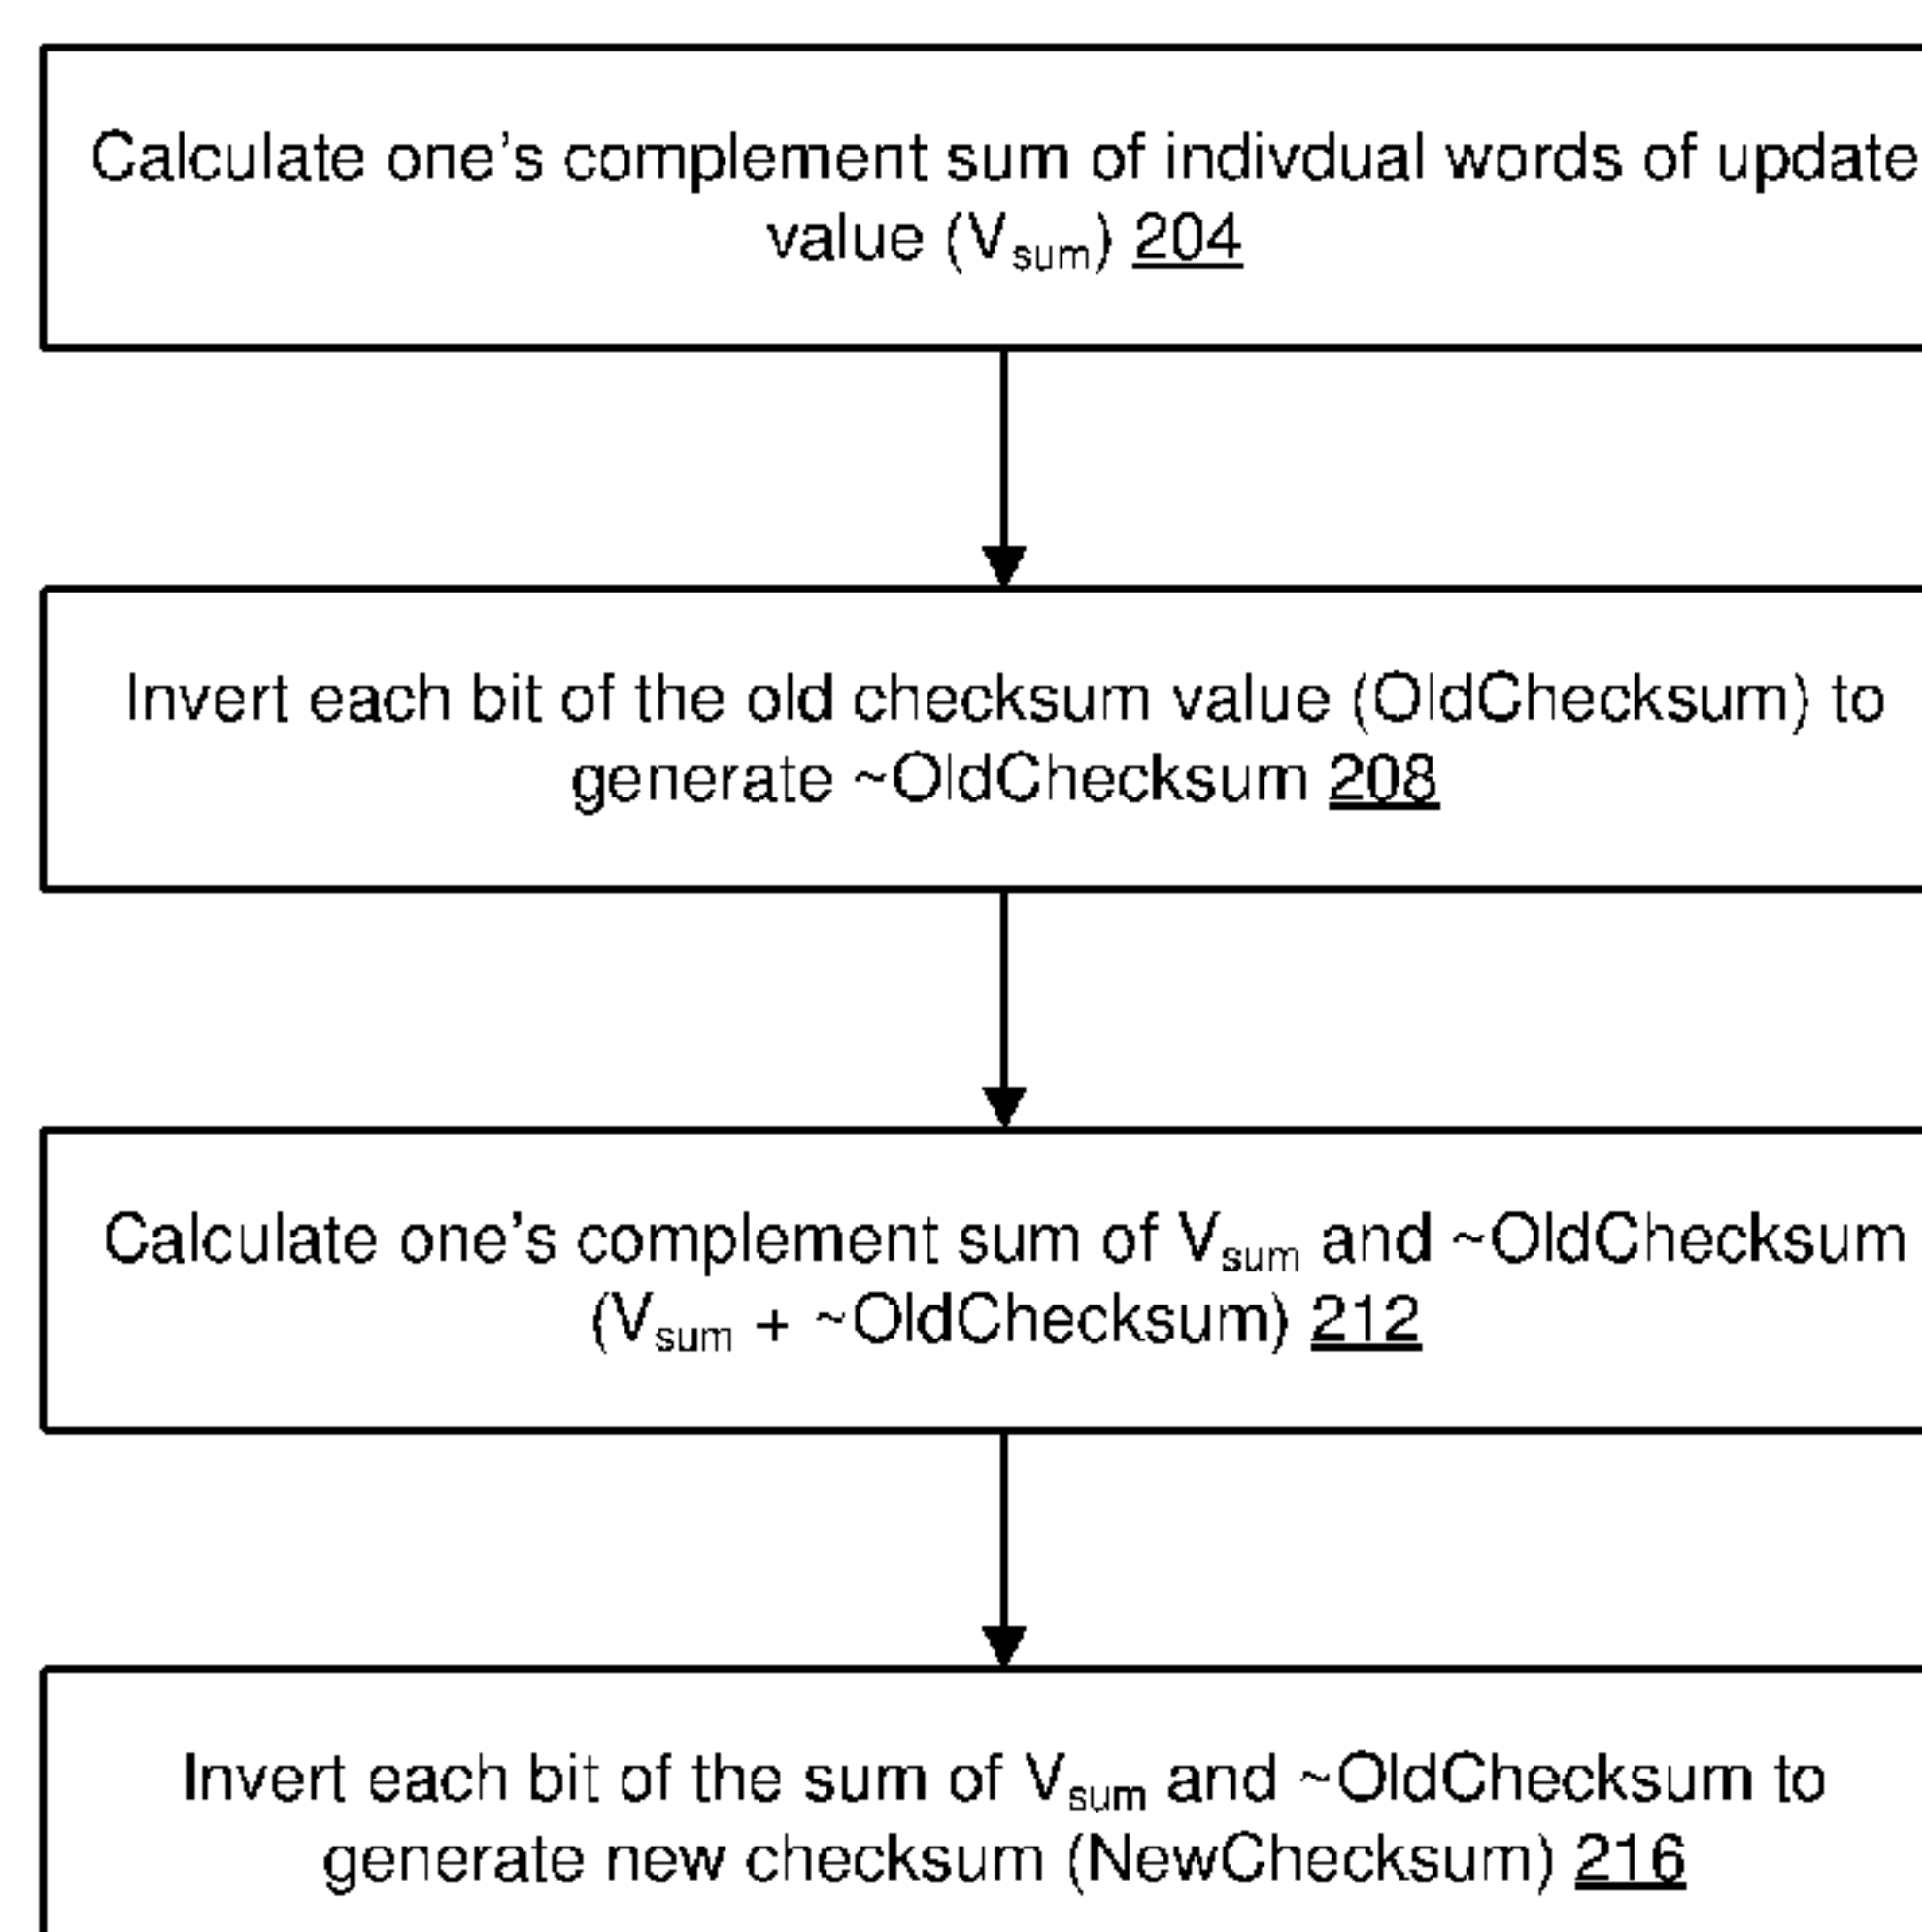 Calculate one's complement sum of indivdual words of update
value (Vsum) 204
Invert each bit of the old checksum value (OldChecksum) to
generate ~OldChecksum 208
Calculate one's complement sum of Vsum and ~OldChecksum
(Vsum + ~OldChecksum) 212
Invert each bit of the sum of Vsum and ~OldChecksum to
generate new checksum (NewChecksum) 216